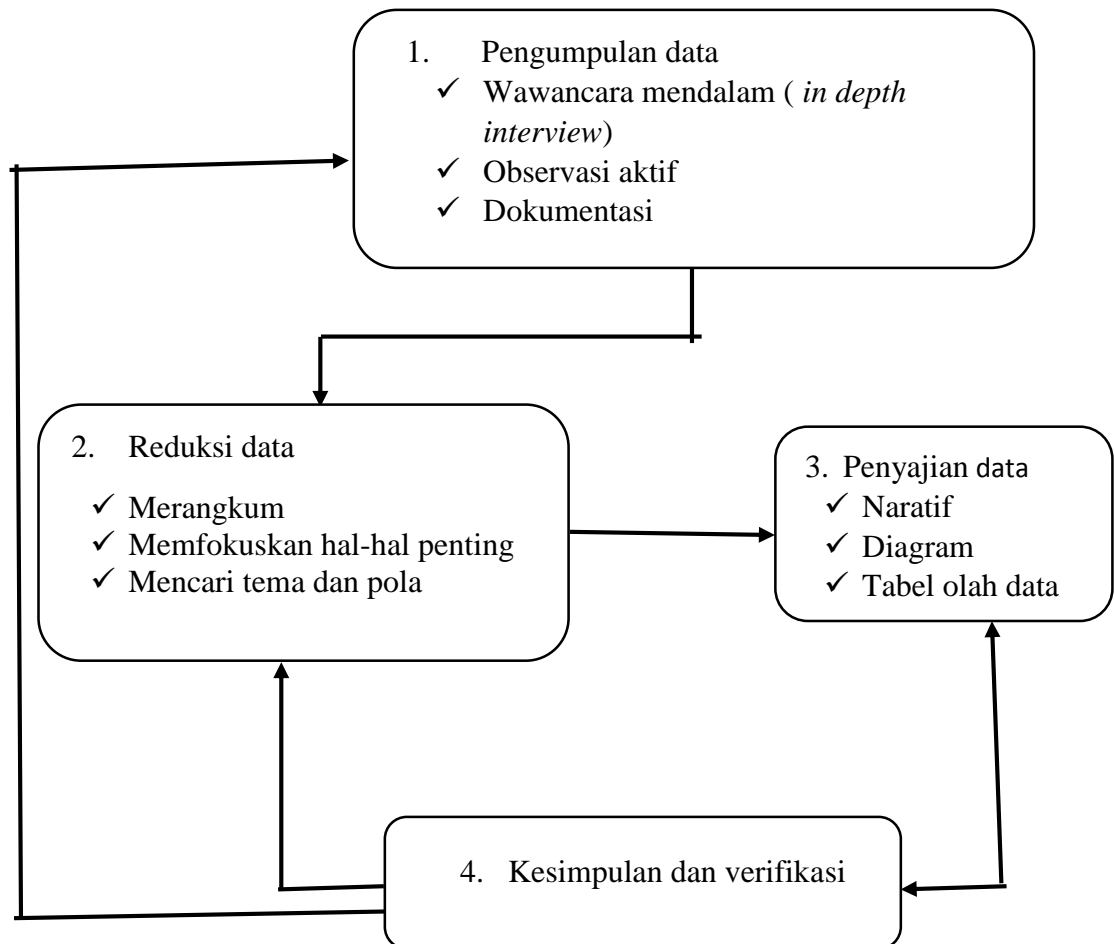 1. Pengumpulan data
✓ Wawancara mendalam ( in depth
interview)
✓ Observasi aktif
✓ Dokumentasi
2. Reduksi data
✓ Merangkum
✓ Memfokuskan hal-hal penting
✓ Mencari tema dan pola
3. Penyajian data
✓ Naratif
✓ Diagram
✓ Tabel olah data
4. Kesimpulan dan verifikasi